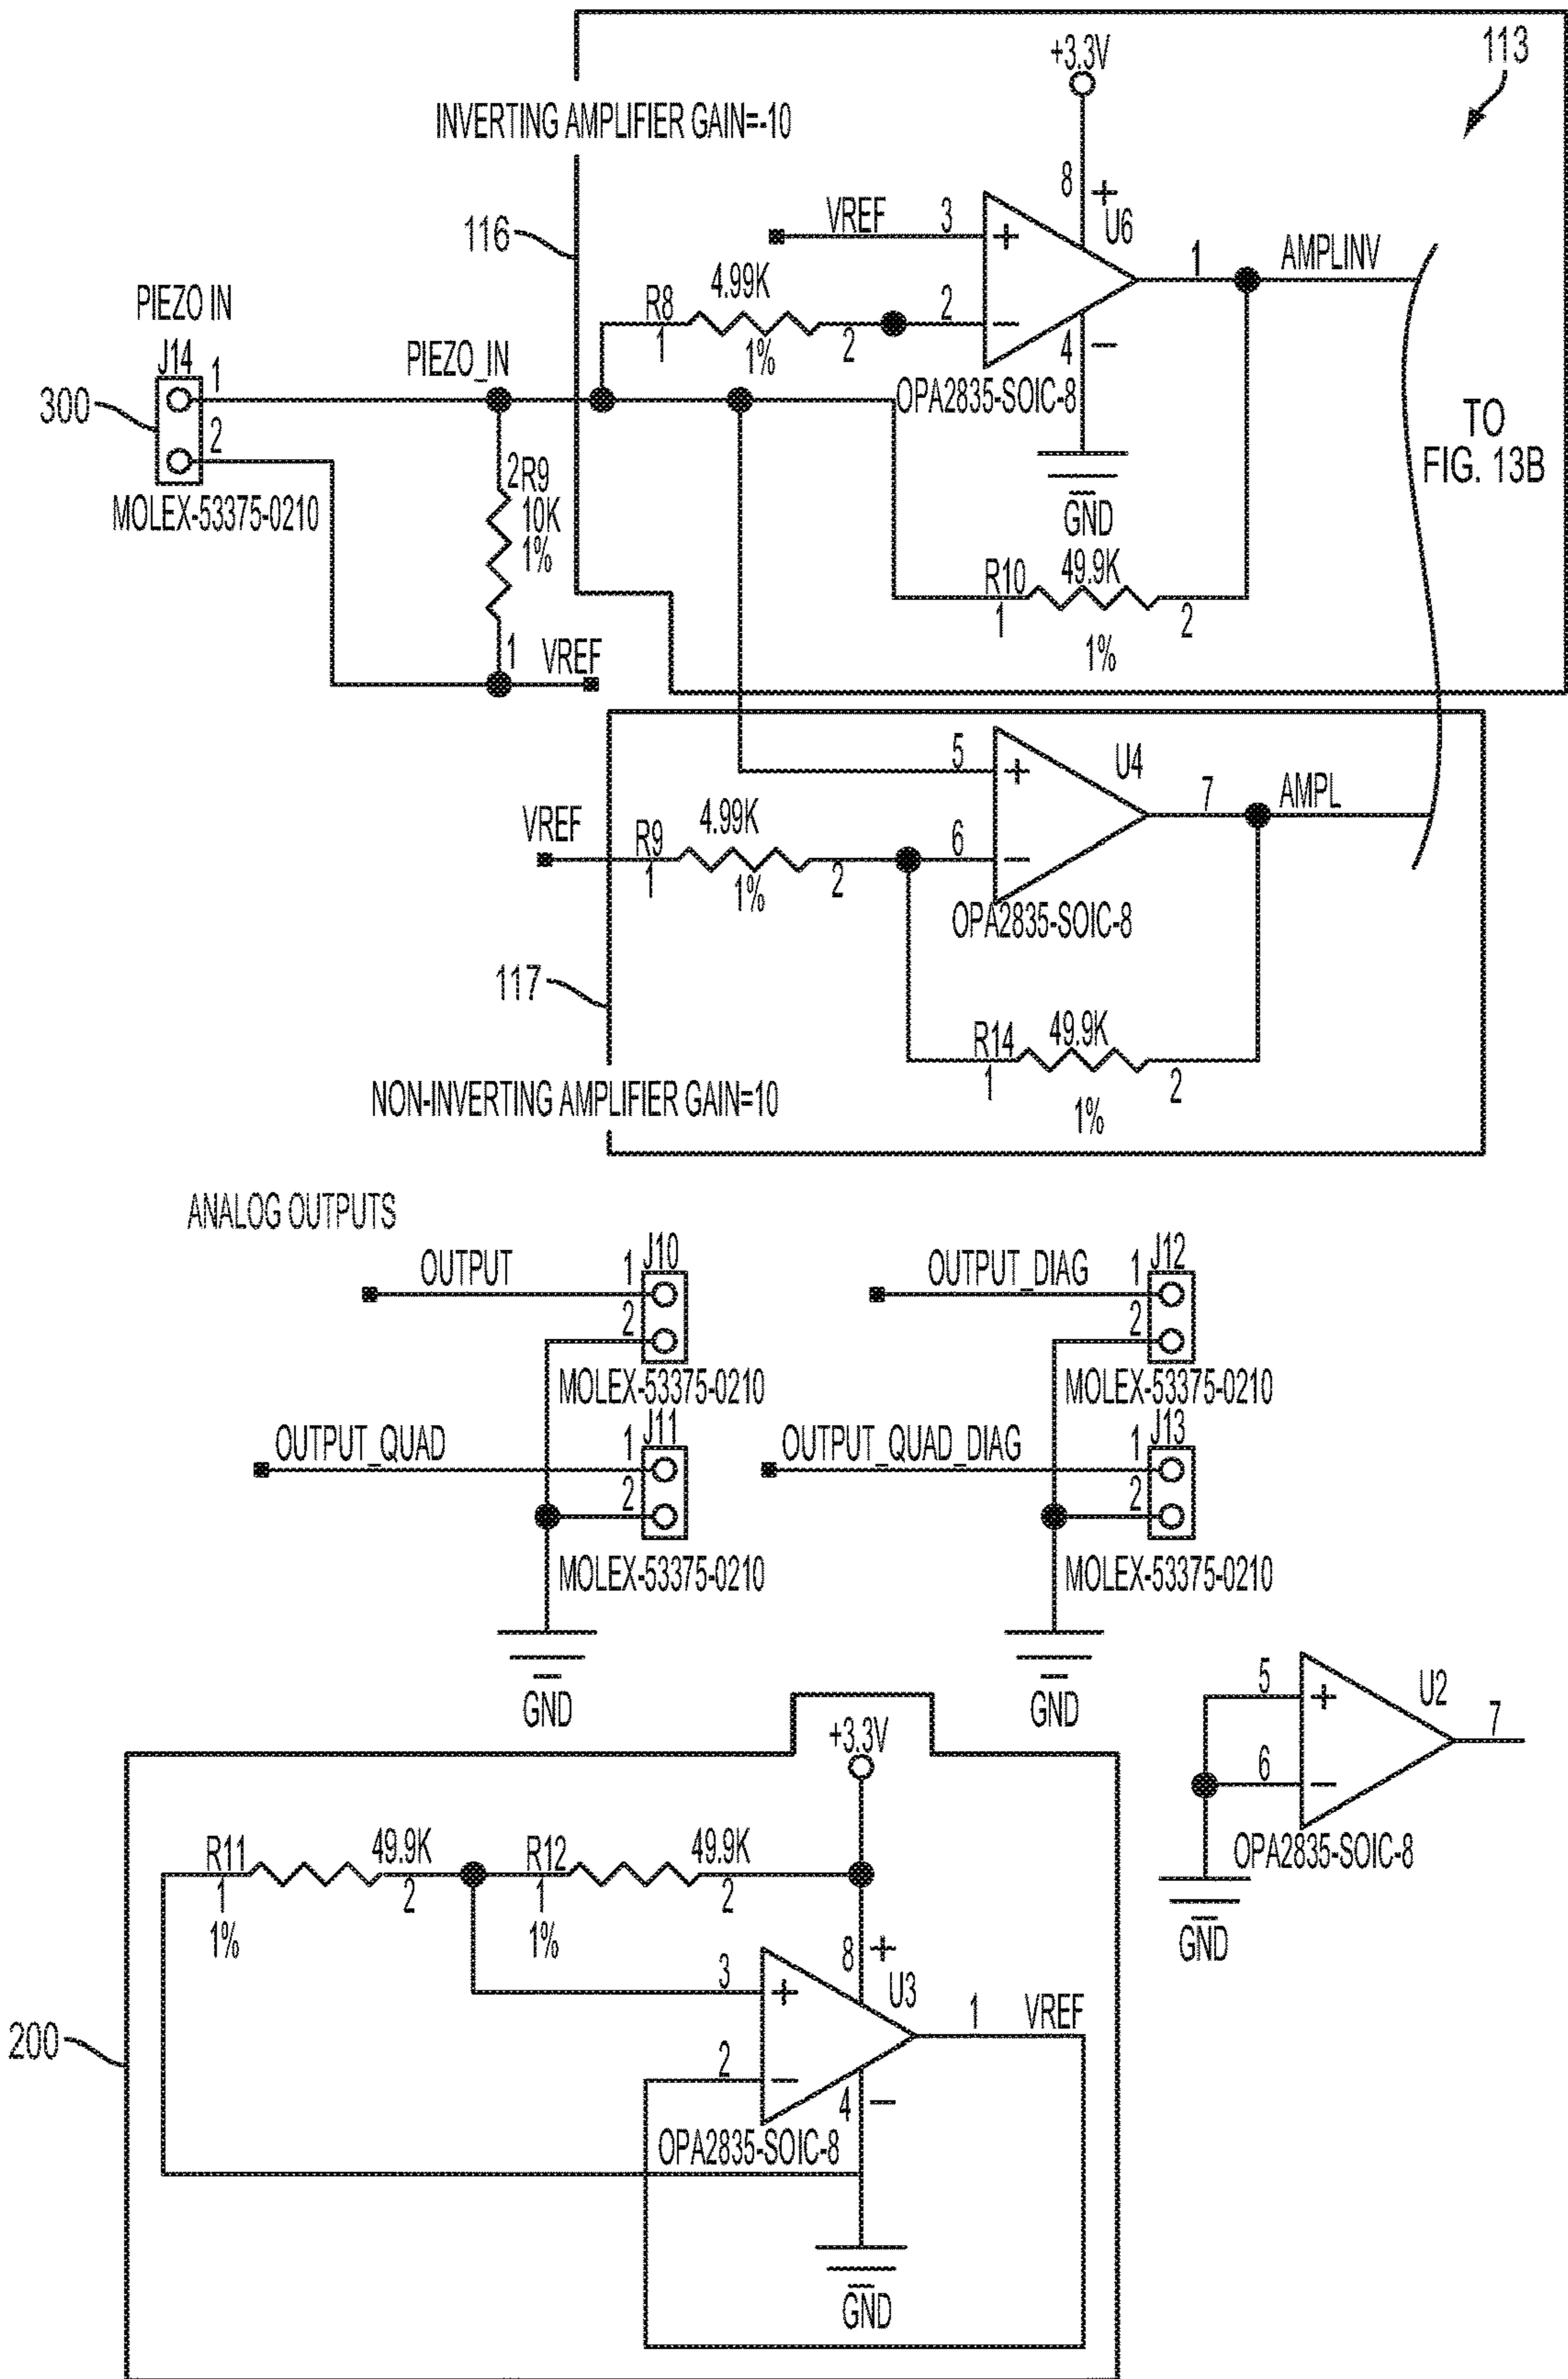 113
+3.3V
INVERTING AMPLIFIER GAIN=-10
8 +
U6
116
VREF 3 +
1 AMPLINV
4.99K
R8
1 1% 2
2 −
4 −
OPA2835-SOIC-8
GND
PIEZO IN
J14
1
2
300
MOLEX-53375-0210
PIEZO_IN
2 R9
10K
1%
1 VREF
TO
FIG. 13B
R10 49.9K
1 1% 2
5 +
U4
7 AMPL
VREF R9 4.99K
1 1% 2
6 −
OPA2835-SOIC-8
117
R14 49.9K
1 1% 2
NON-INVERTING AMPLIFIER GAIN=10
ANALOG OUTPUTS
OUTPUT 1 J10
2
MOLEX-53375-0210
OUTPUT_DIAG 1 J12
2
MOLEX-53375-0210
OUTPUT_QUAD 1 J11
2
MOLEX-53375-0210
GND
OUTPUT_QUAD_DIAG 1 J13
2
MOLEX-53375-0210
GND
5 +
U2
7
6 −
OPA2835-SOIC-8
GND
+3.3V
R11 49.9K
1 2
1%
R12 49.9K
1 2
1%
8 +
U3
3 +
1 VREF
2 −
4 −
OPA2835-SOIC-8
GND
200